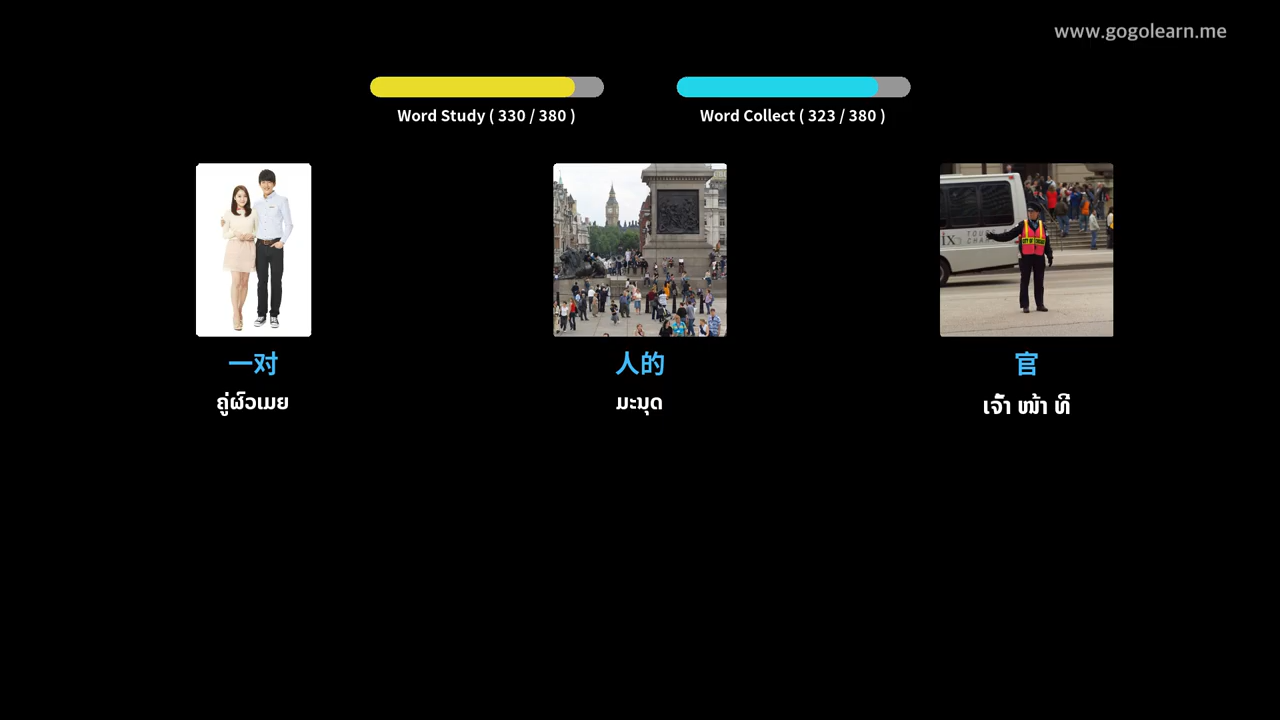 www.gogolearn.me
Word Study ( 330 / 380 )
Word Collect ( 323 / 380 )
一对
人的
官
ຄູ່ຜົວເມຍ
ມະນຸດ
ເຈົ້າ ໜ້າ ທີ່